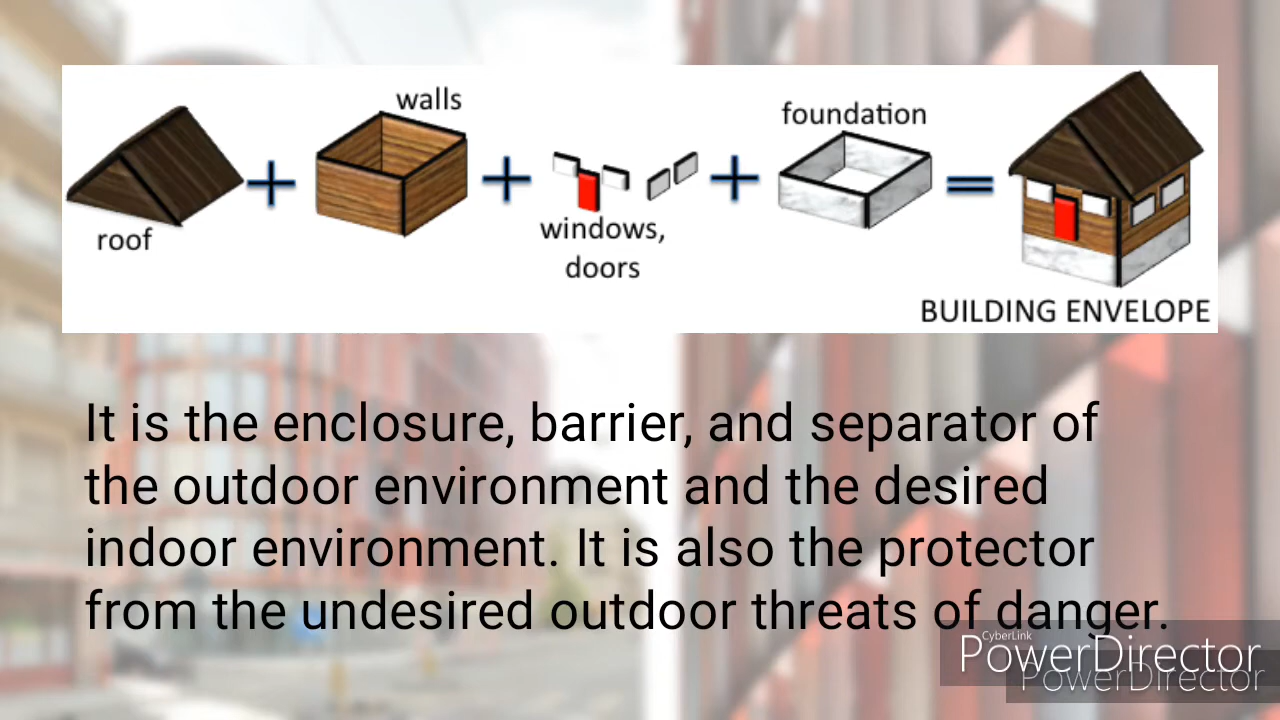 walls
foundation
roof
windows,
doors
BUILDING ENVELOPE
It is the enclosure, barrier, and separator of
the outdoor environment and the desired
indoor environment. It is also the protector
from the undesired outdoor threats of danger.
CyberLink
PowerDirector
PowerDirector